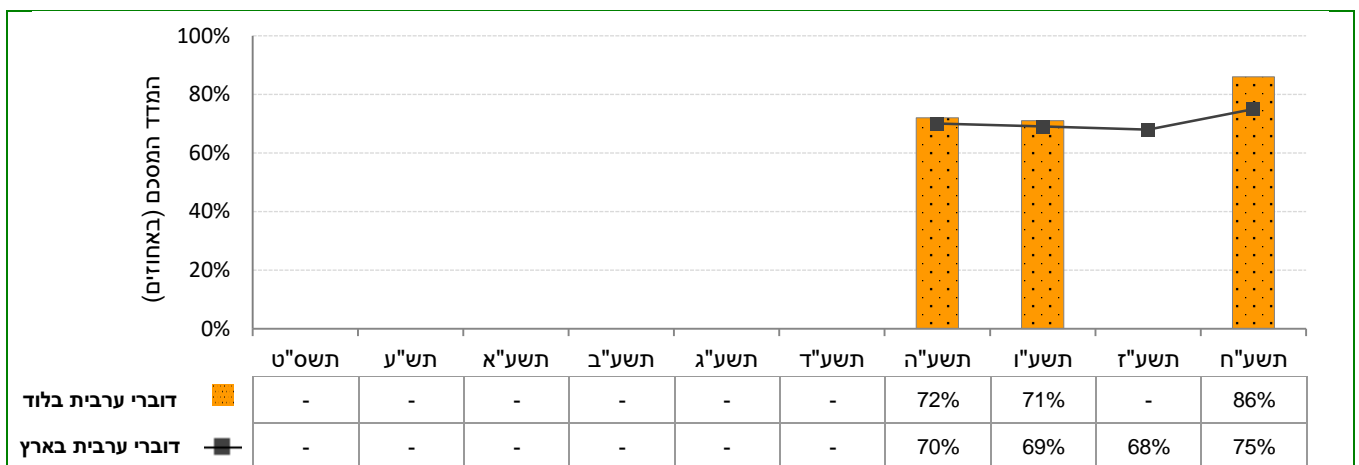 100%
80%
60%
40%
20%
0%
המדד המסכם (באחוזים)
תשס"ט תש"ע תשע"א תשע"ב תשע"ג תשע"ד תשע"ה תשע"ו תשע"ז תשע"ח
דוברי ערבית בלוד - - - - - - 72% 71% - 86%
דוברי ערבית בארץ - - - - - - 70% 69% 68% 75%